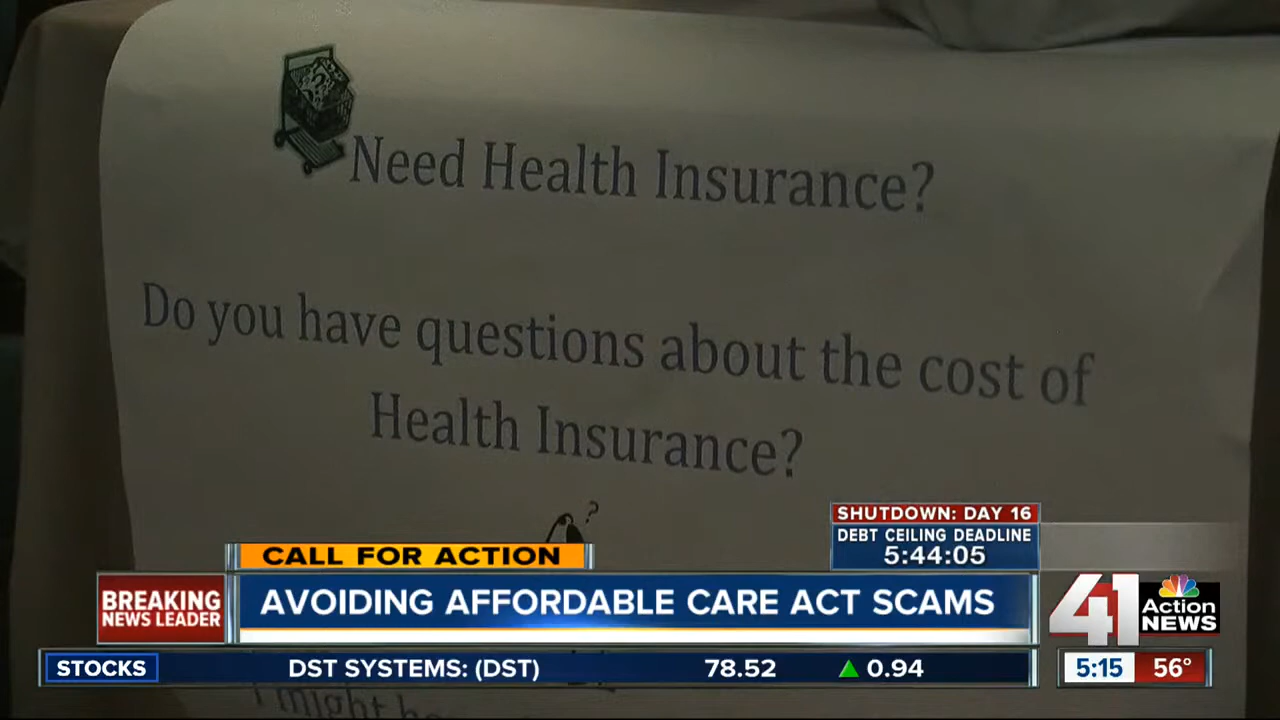 Need Health Insurance?
Do you have questions about the cost of
Health Insurance?
?
SHUTDOWN: DAY 16
DEBT CEILING DEADLINE
5:44:05
CALL FOR ACTION
BREAKING
NEWS LEADER
AVOIDING AFFORDABLE CARE ACT SCAMS
41 Action
NEWS
STOCKS DST SYSTEMS: (DST) 78.52 0.94
5:15 56°
I might